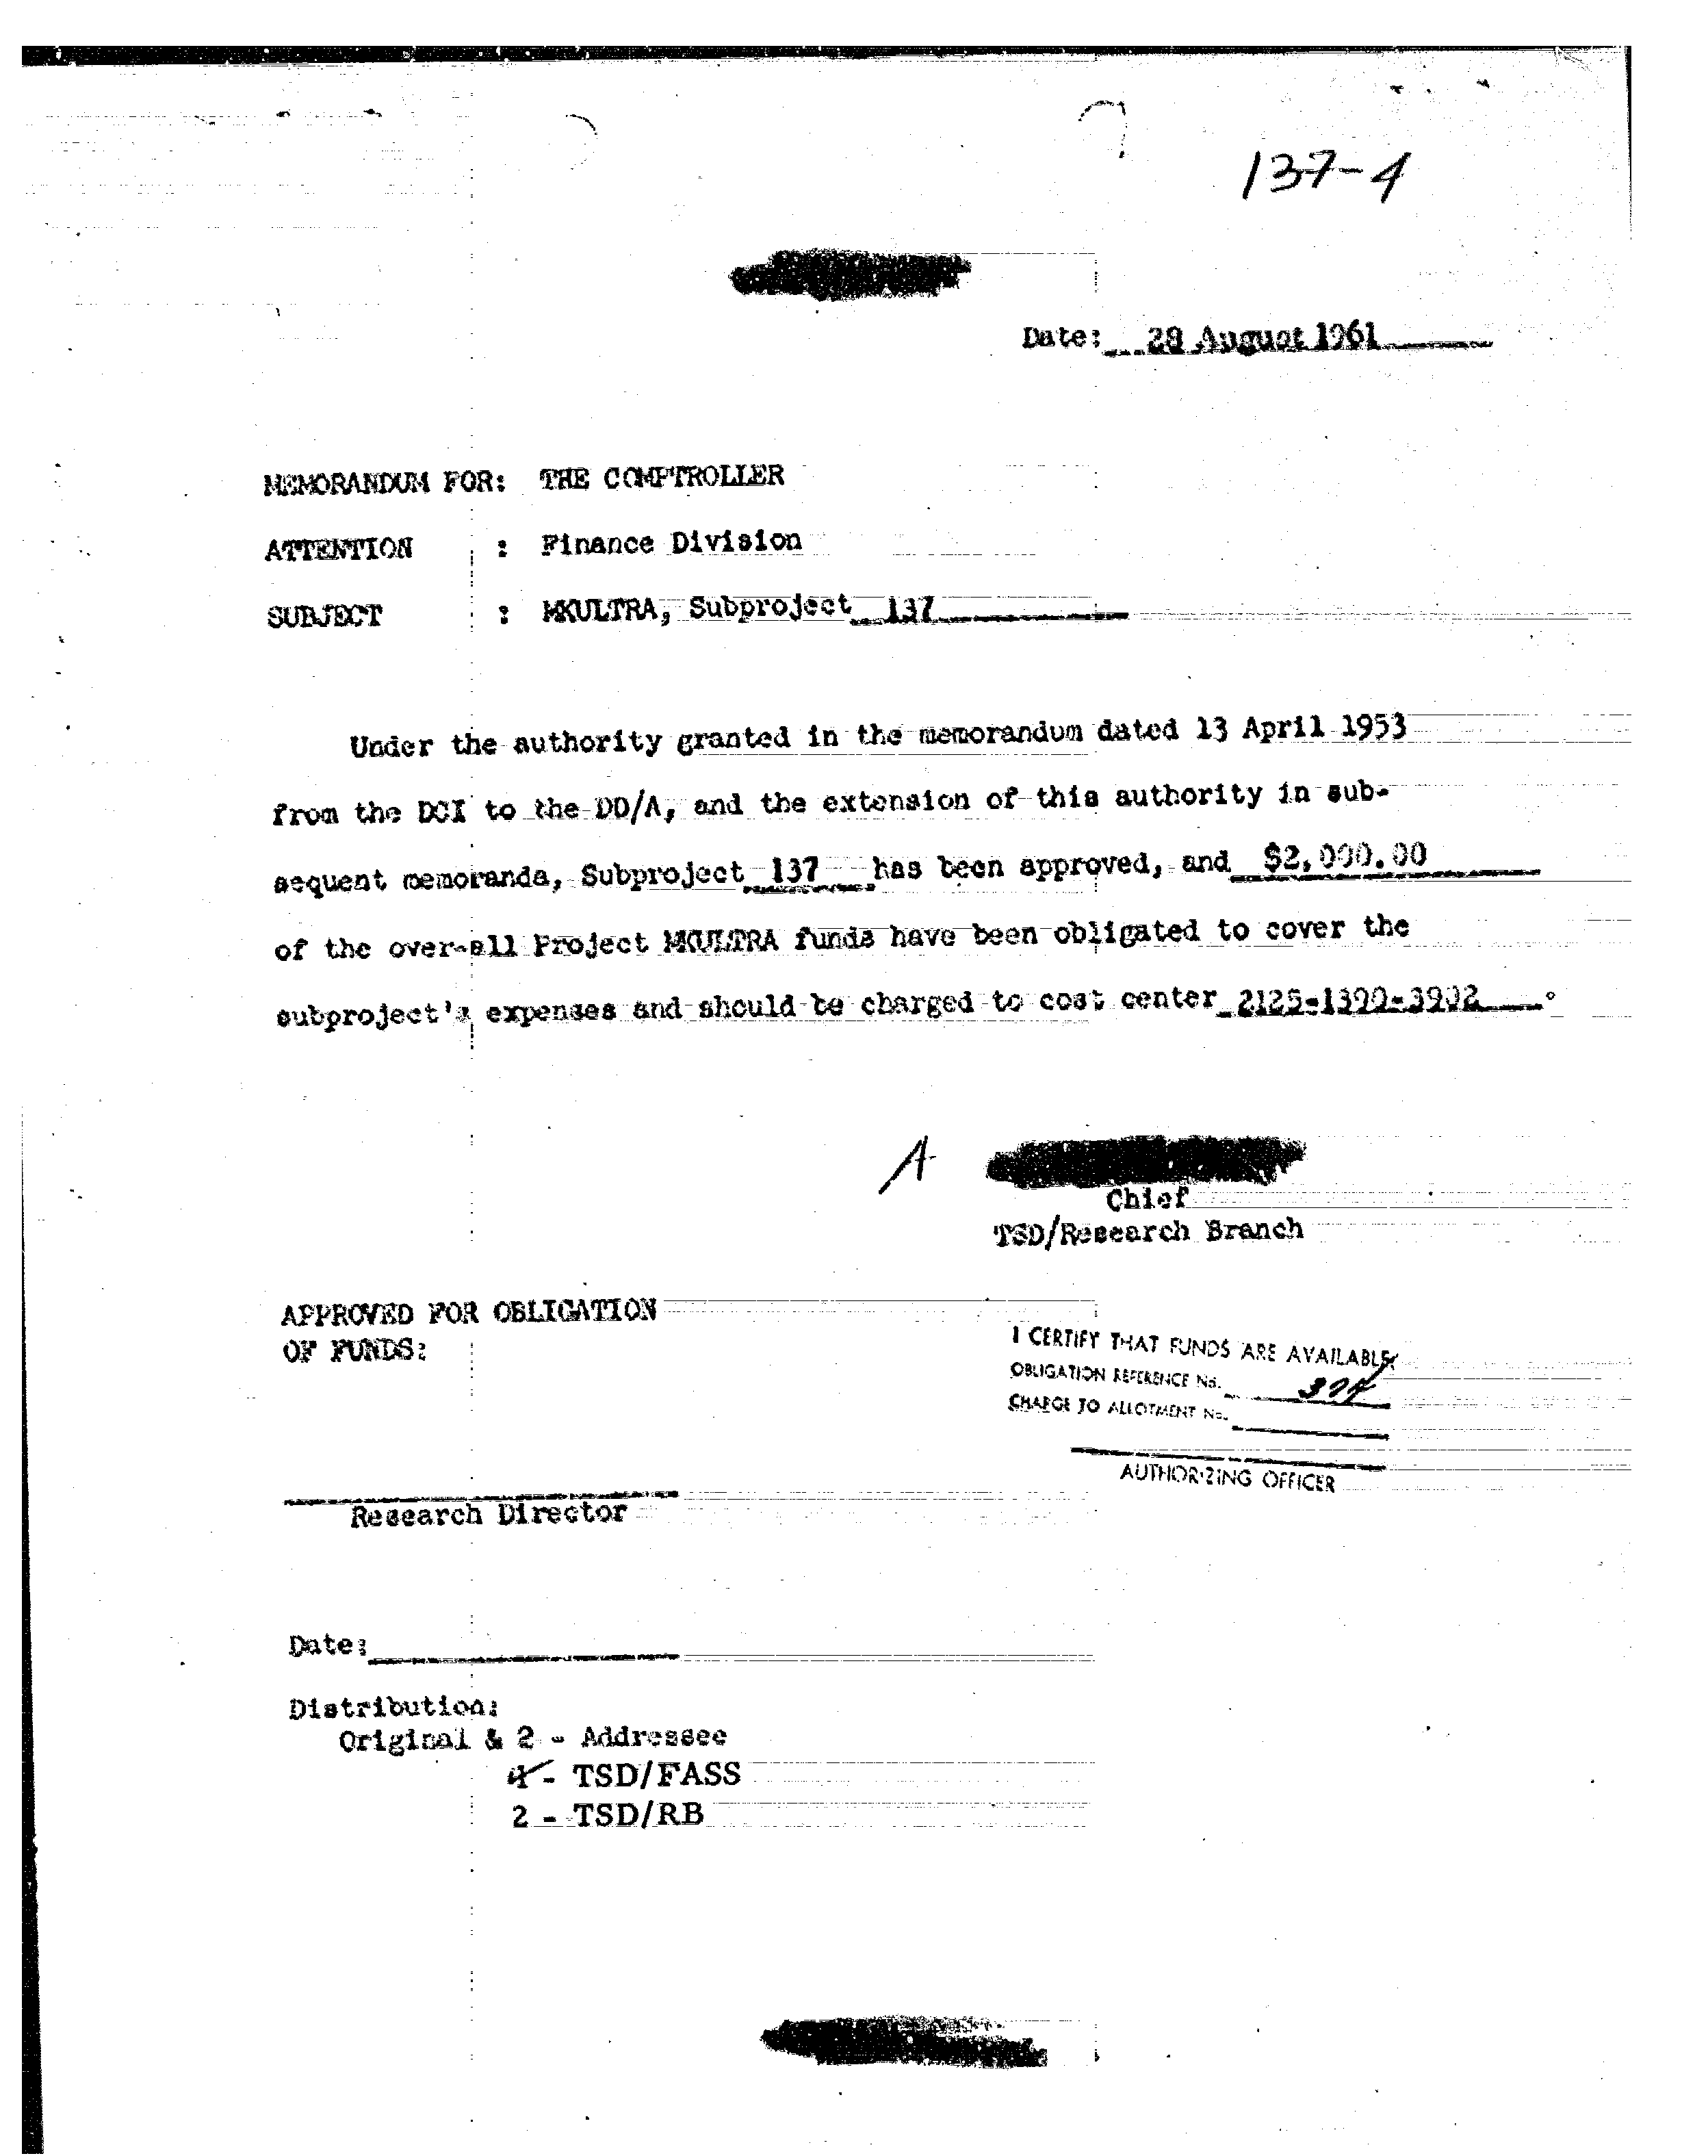 137-4
Date: 28 August 1961
MEMORANDUM FOR: THE COMPTROLLER
ATTENTION : Finance Division
SUBJECT : MKULTRA, Subproject 137
Under the authority granted in the memorandum dated 13 April 1953
from the DCI to the DD/A, and the extension of this authority in sub-
sequent memoranda, Subproject 137 has been approved, and $2,000.00
of the over-all Project MKULTRA funds have been obligated to cover the
subproject's expenses and should be charged to cost center 2125-1390-3902.
A
Chief
TSD/Research Branch
APPROVED FOR OBLIGATION
OF FUNDS:
I CERTIFY THAT FUNDS ARE AVAILABLE
OBLIGATION REFERENCE No.
CHARGE TO ALLOTMENT No.
AUTHORIZING OFFICER
Research Director
Date:
Distribution:
Original & 2 - Addressee
1 - TSD/FASS
2 - TSD/RB